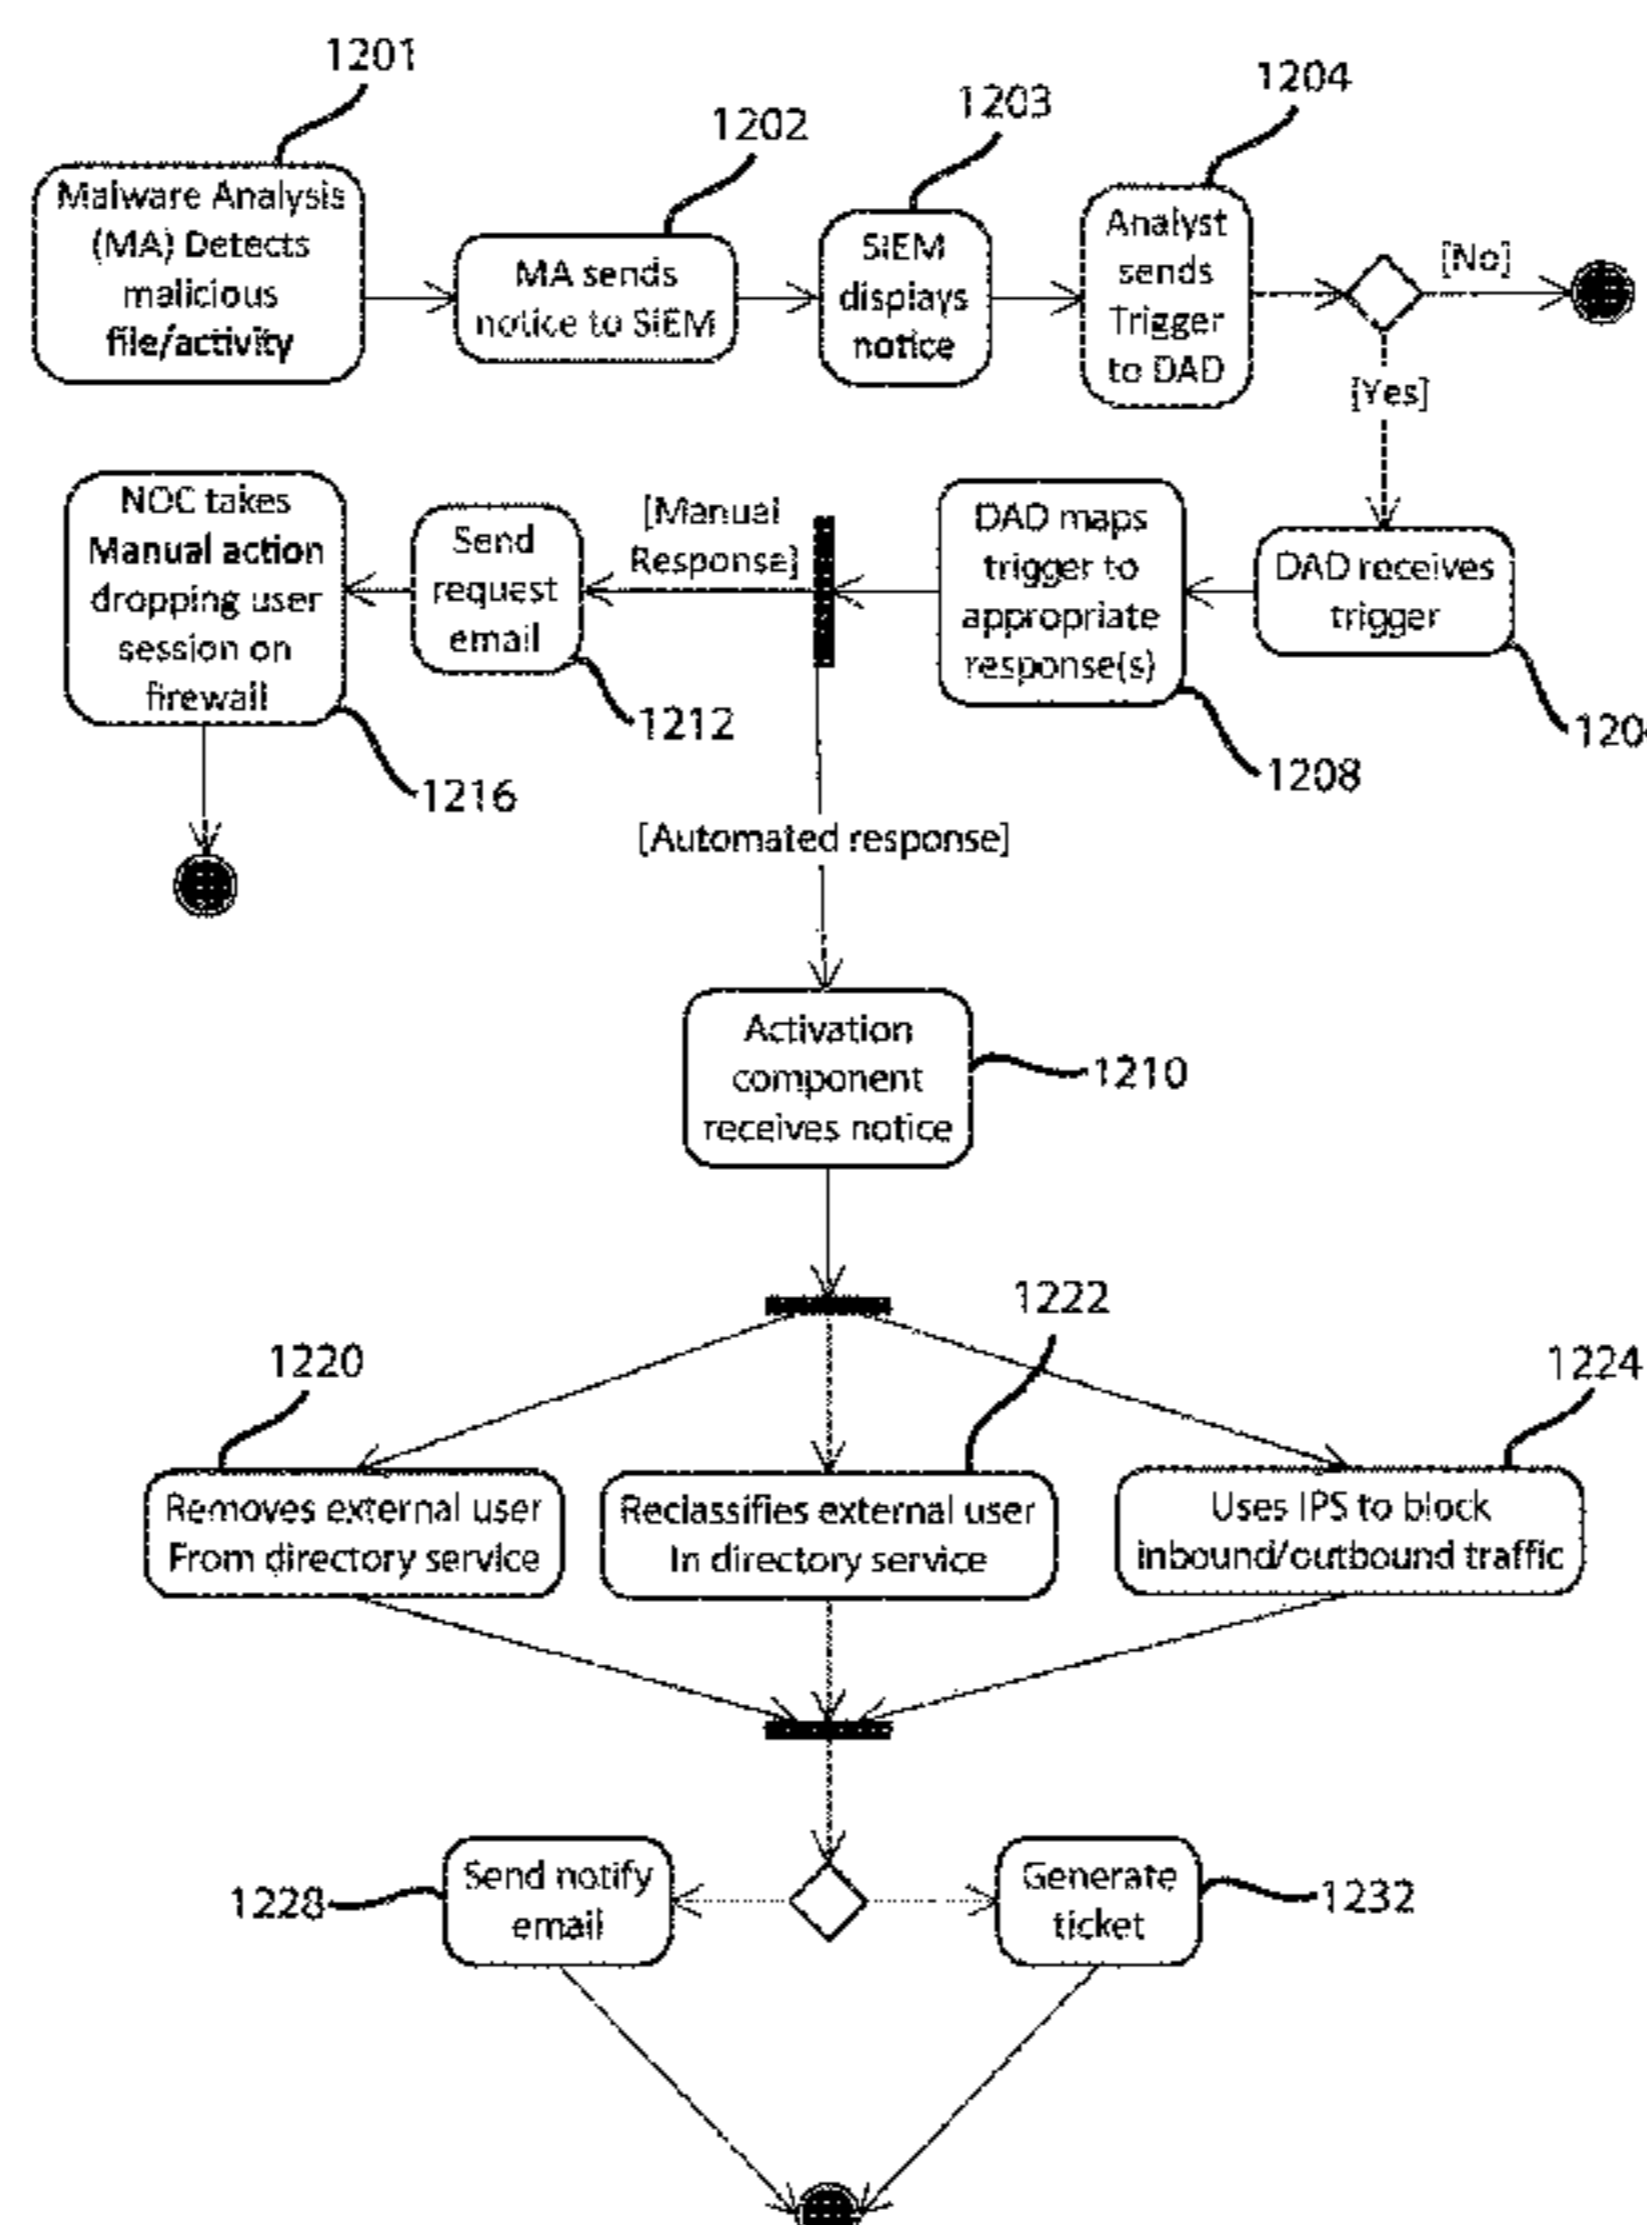 1201
1202
1203
1204
Malware Analysis
(MA) Detects
malicious
file/activity
MA sends
notice to SIEM
SIEM
displays
notice
Analyst
sends
Trigger
to DAD
[No]
[Yes]
NOC takes
Manual action
dropping user
session on
firewall
Send
request
email
[Manual
Response]
DAD maps
trigger to
appropriate
response(s)
DAD receives
trigger
1216
1212
1208
[Automated response]
Activation
component
receives notice
1210
1220
1222
1224
Removes external user
From directory service
Reclassifies external user
In directory service
Uses IPS to block
inbound/outbound traffic
1228
Send notify
email
Generate
ticket
1232